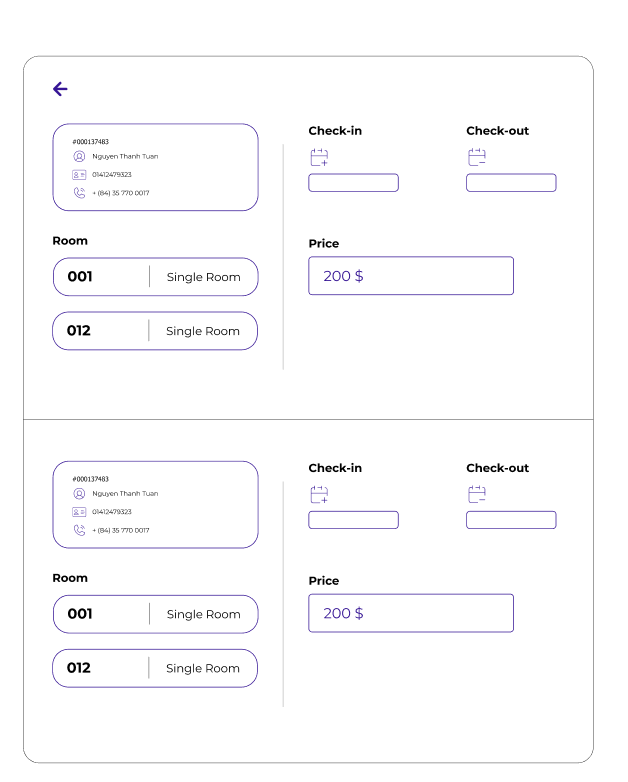 #000137483
Nguyen Thanh Tuan
01412479323
+ (84) 35 770 0017
Room
001 Single Room
012 Single Room
Check-in
Check-out
Price
200 $
#000137483
Nguyen Thanh Tuan
01412479323
+ (84) 35 770 0017
Room
001 Single Room
012 Single Room
Check-in
Check-out
Price
200 $